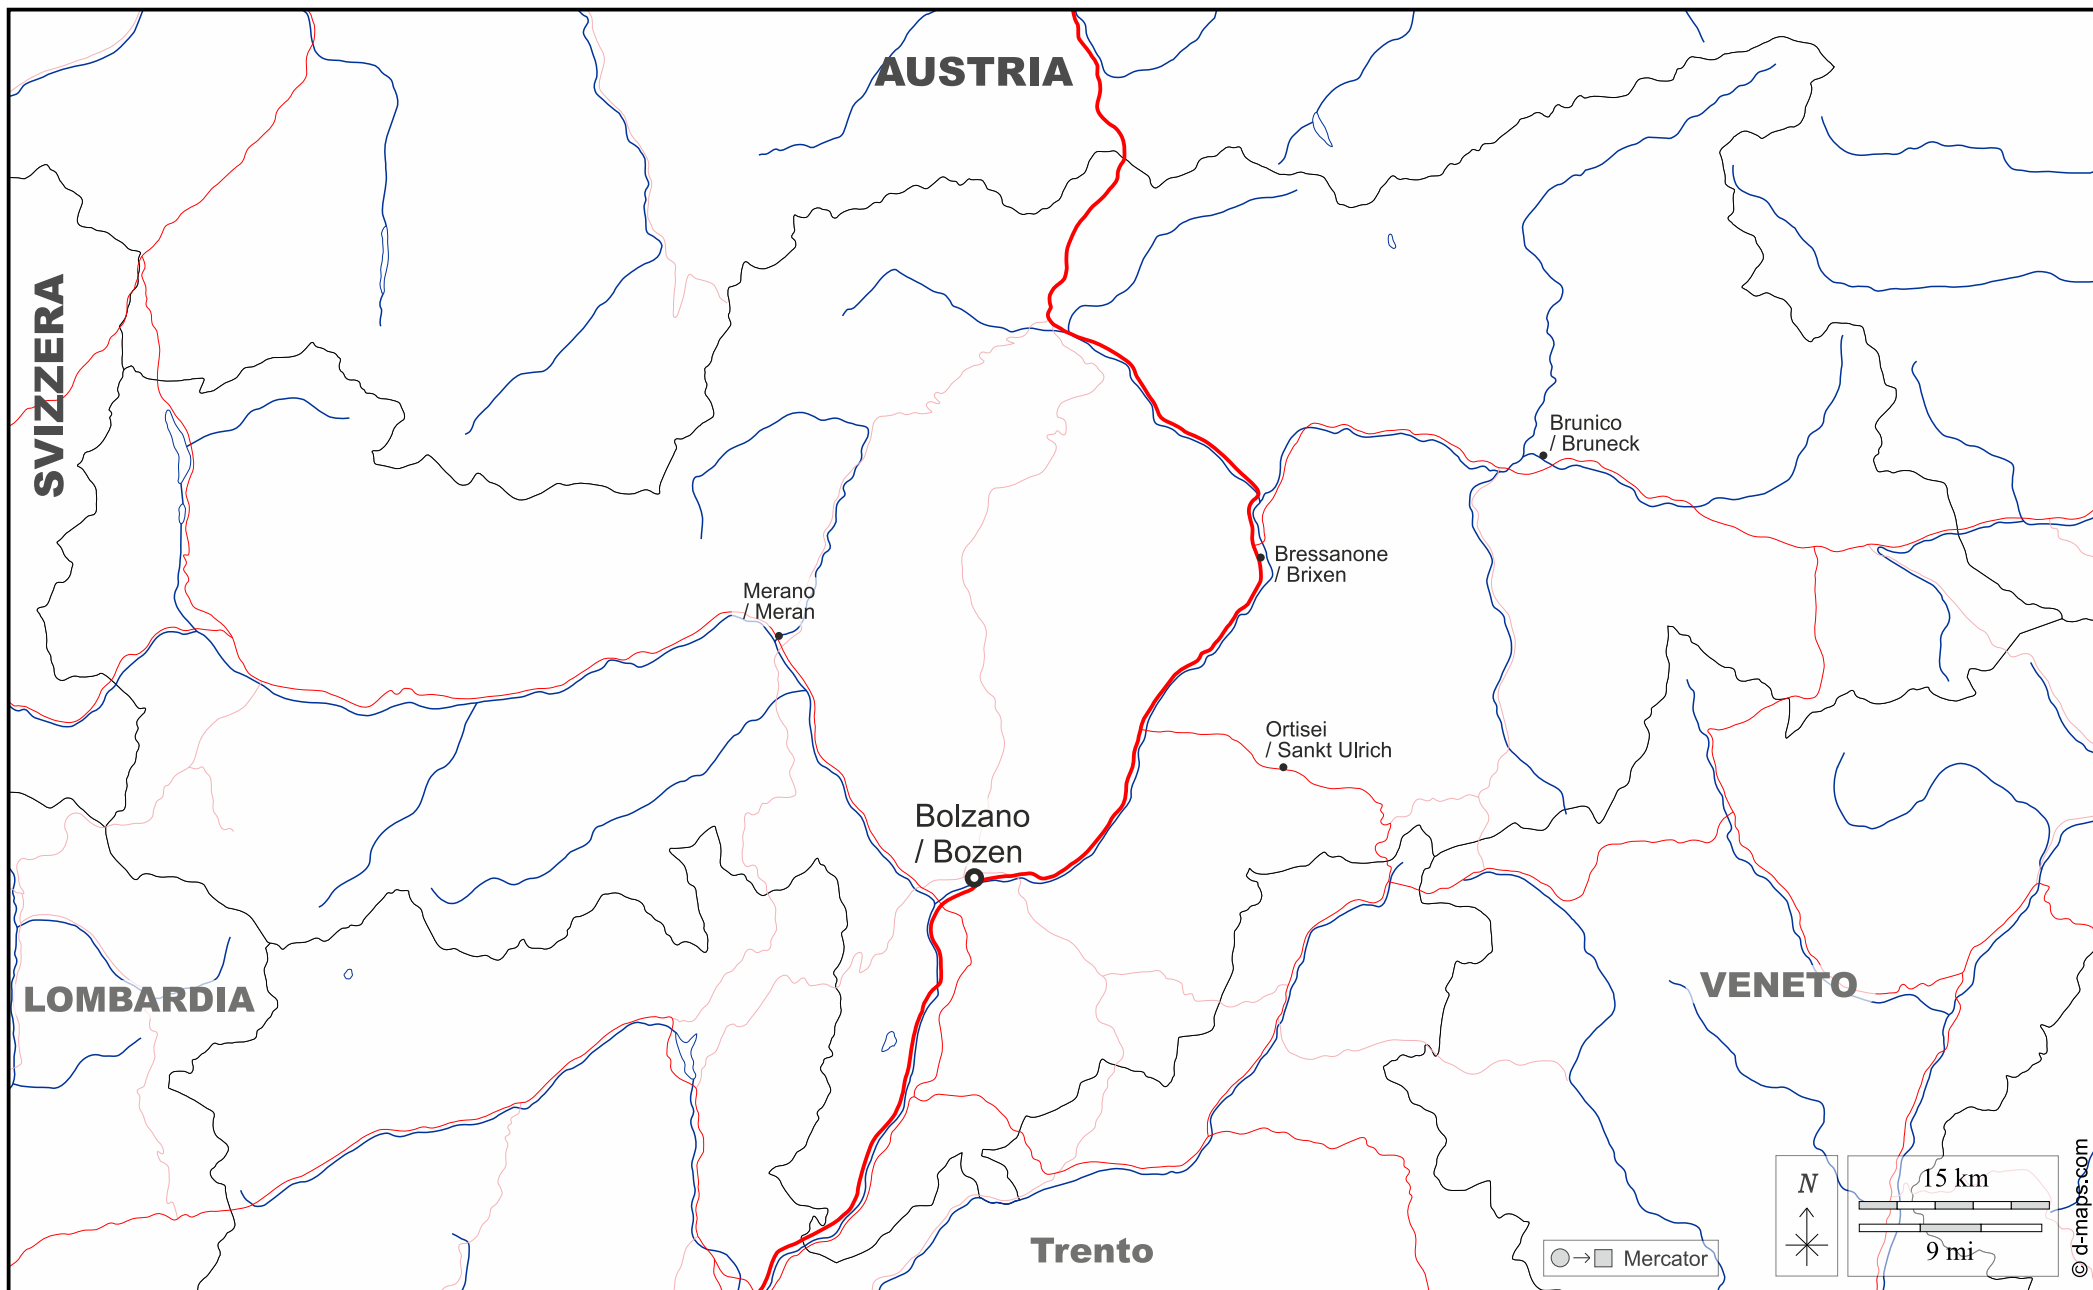 AUSTRIA
SVIZZERA
Brunico
/ Bruneck
Bressanone
/ Brixen
Merano
/ Meran
Ortisei
/ Sankt Ulrich
Bolzano
/ Bozen
LOMBARDIA
VENETO
Trento
Mercator
N
15 km
9 mi
© d-maps.com